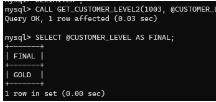 mysql> CALL GET_CUSTOMER_LEVEL2(1003, @CUSTOMER_L
Query OK, 1 row affected (0.03 sec)
mysql> SELECT @CUSTOMER_LEVEL AS FINAL;
+-------+
| FINAL |
+-------+
| GOLD  |
+-------+
1 row in set (0.00 sec)